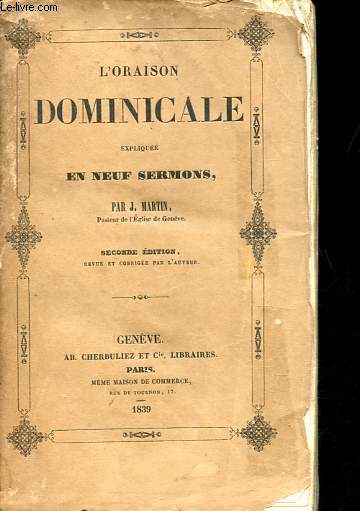 Le-Livre.com
L'ORAISON
DOMINICALE
EXPLIQUÉE
EN NEUF SERMONS,
PAR J. MARTIN,
Pasteur de l'Église de Genève.
SECONDE ÉDITION,
REVUE ET CORRIGÉE PAR L'AUTEUR.
GENÈVE.
AB. CHERBULIEZ ET Cie, LIBRAIRES.
PARIS,
MÊME MAISON DE COMMERCE,
RUE DE TOURNON, 17.
1839